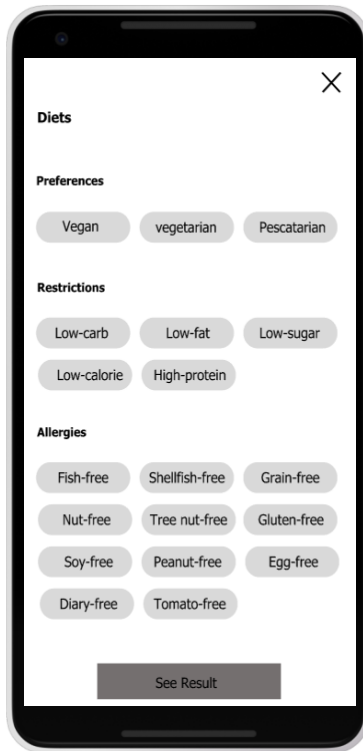 Diets
Preferences
Vegan vegetarian Pescatarian
Restrictions
Low-carb Low-fat Low-sugar
Low-calorie High-protein
Allergies
Fish-free Shellfish-free Grain-free
Nut-free Tree nut-free Gluten-free
Soy-free Peanut-free Egg-free
Diary-free Tomato-free
See Result